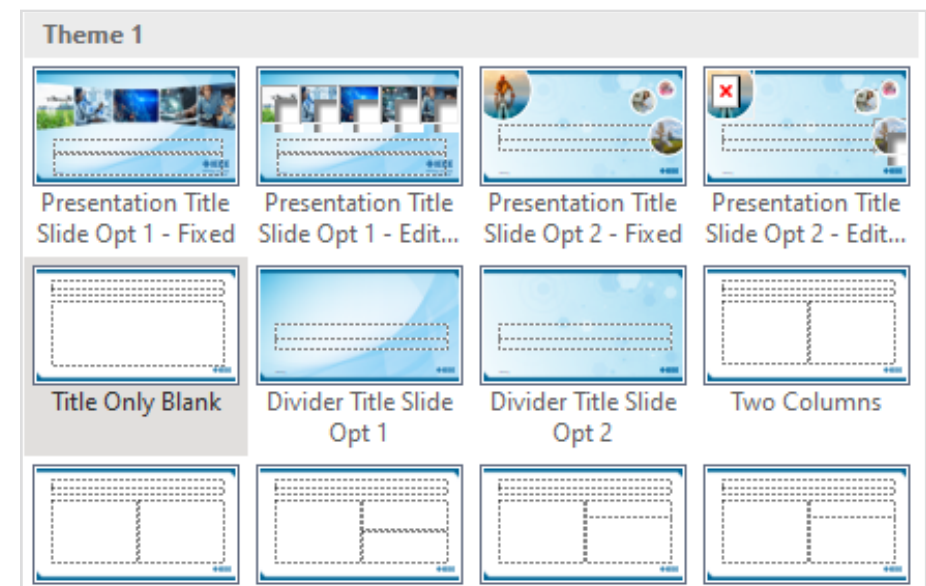 Theme 1
Presentation Title
Slide Opt 1 - Fixed
Presentation Title
Slide Opt 1 - Edit...
Presentation Title
Slide Opt 2 - Fixed
Presentation Title
Slide Opt 2 - Edit...
Title Only Blank
Divider Title Slide
Opt 1
Divider Title Slide
Opt 2
Two Columns